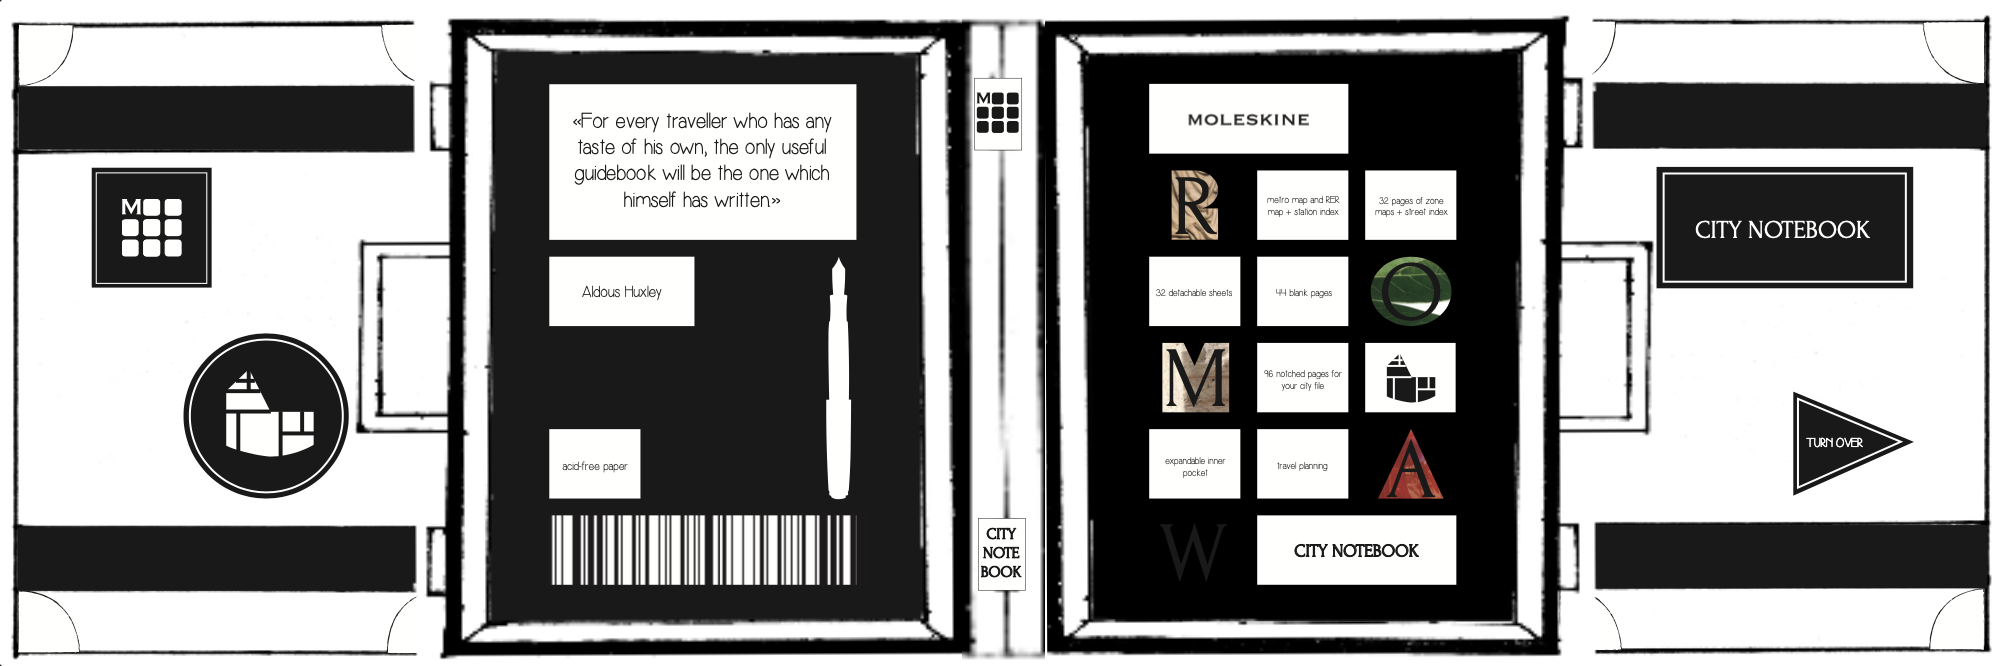 M
«For every traveller who has any
taste of his own, the only useful
guidebook will be the one which
himself has written»
Aldous Huxley
acid-free paper
M
CITY
NOTE
BOOK
MOLESKINE
R
metro map and RER
map + station index
32 pages of zone
maps + street index
32 detachable sheets
44 blank pages
O
M
96 notched pages for
your city file
expandable inner
pocket
travel planning
A
W
CITY NOTEBOOK
CITY NOTEBOOK
TURN OVER